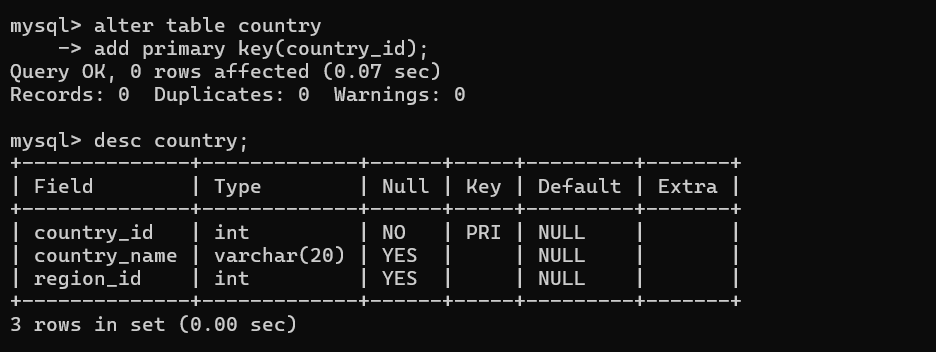 mysql> alter table country
    -> add primary key(country_id);
Query OK, 0 rows affected (0.07 sec)
Records: 0  Duplicates: 0  Warnings: 0

mysql> desc country;
+--------------+-------------+------+-----+---------+-------+
| Field        | Type        | Null | Key | Default | Extra |
+--------------+-------------+------+-----+---------+-------+
| country_id   | int         | NO   | PRI | NULL    |       |
| country_name | varchar(20) | YES  |     | NULL    |       |
| region_id    | int         | YES  |     | NULL    |       |
+--------------+-------------+------+-----+---------+-------+
3 rows in set (0.00 sec)